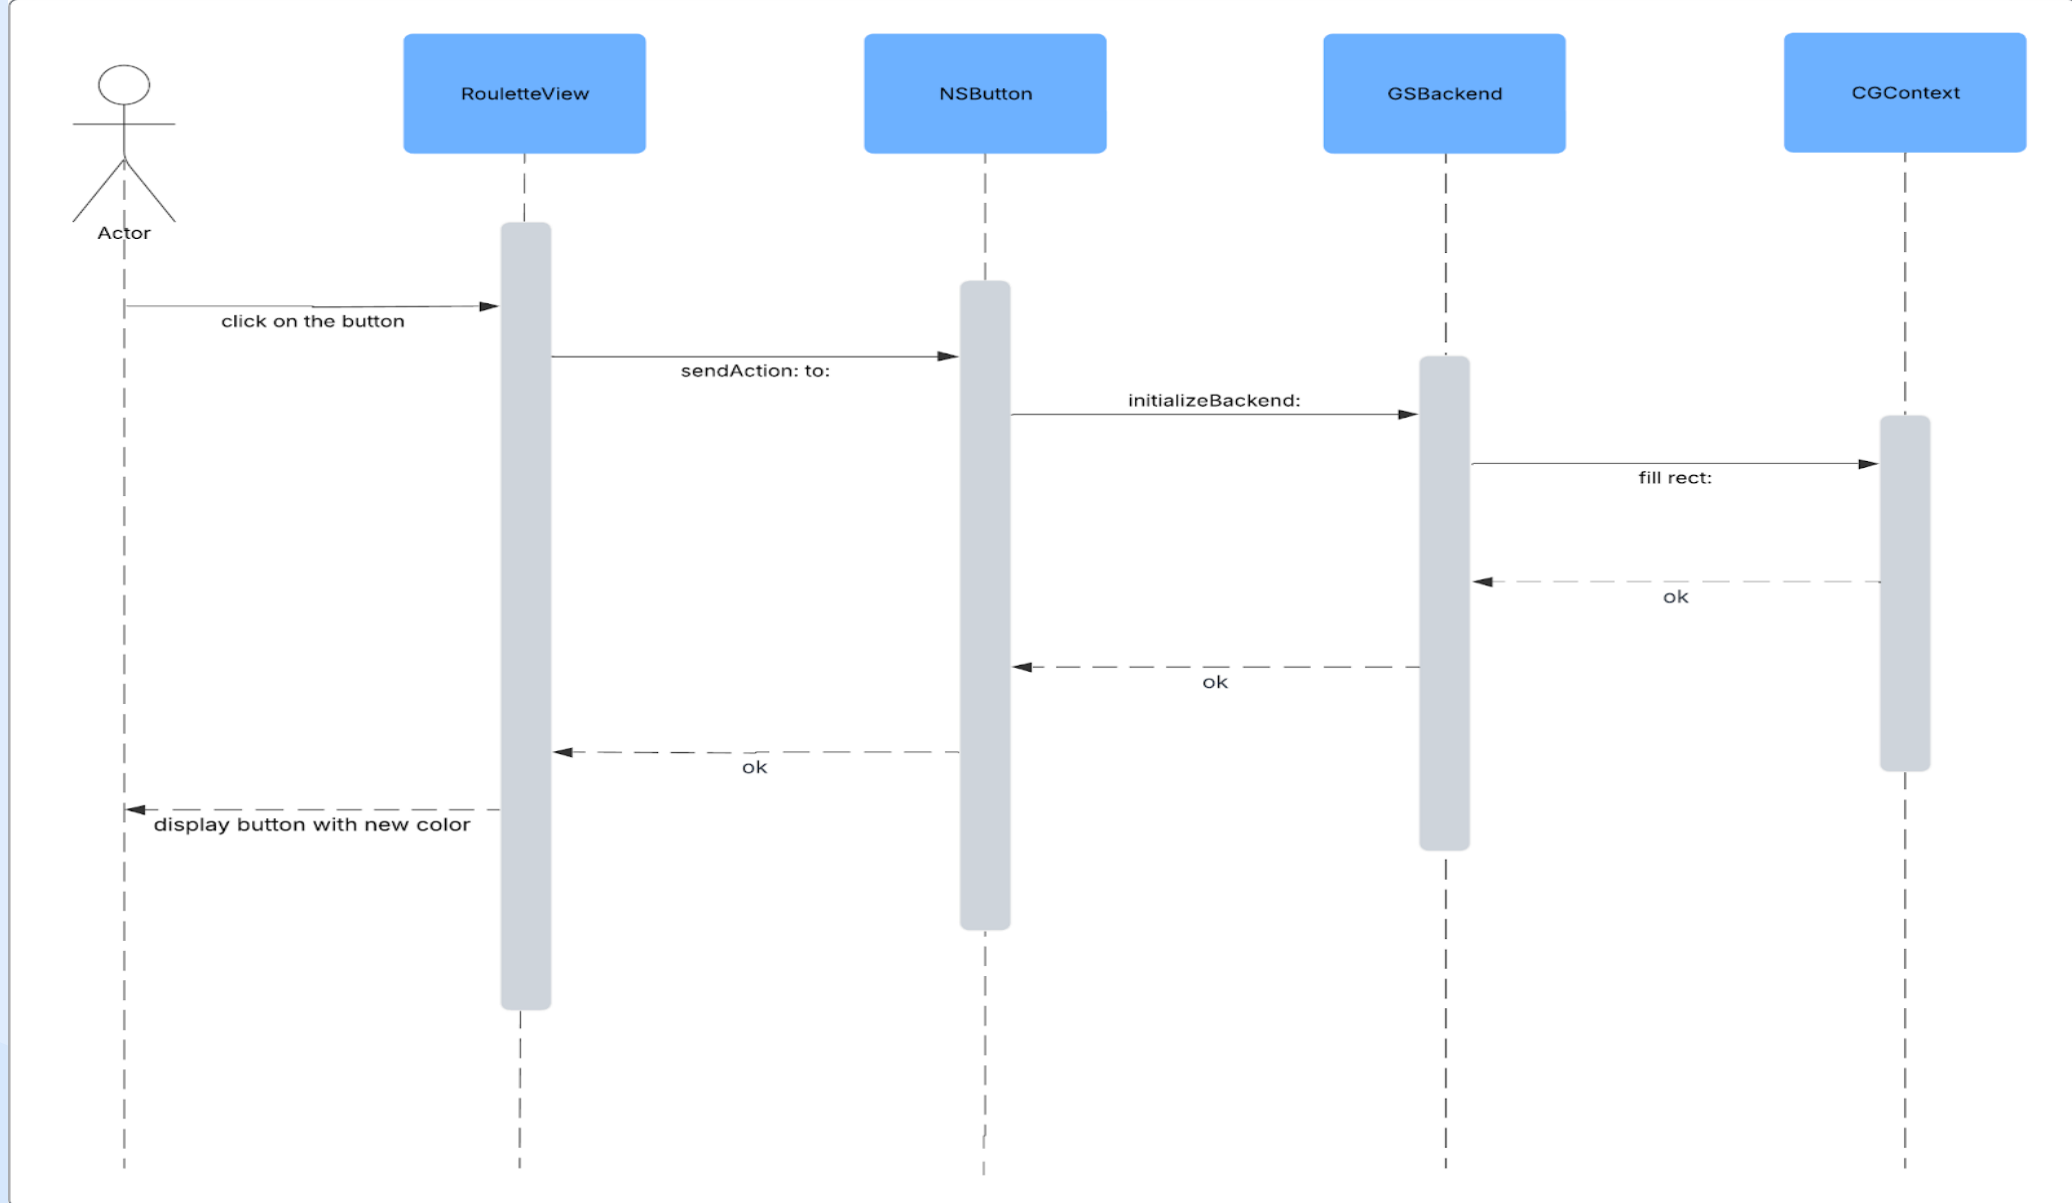 RouletteView
NSButton
GSBackend
CGContext
Actor
click on the button
sendAction: to:
initializeBackend:
fill rect:
ok
ok
ok
display button with new color